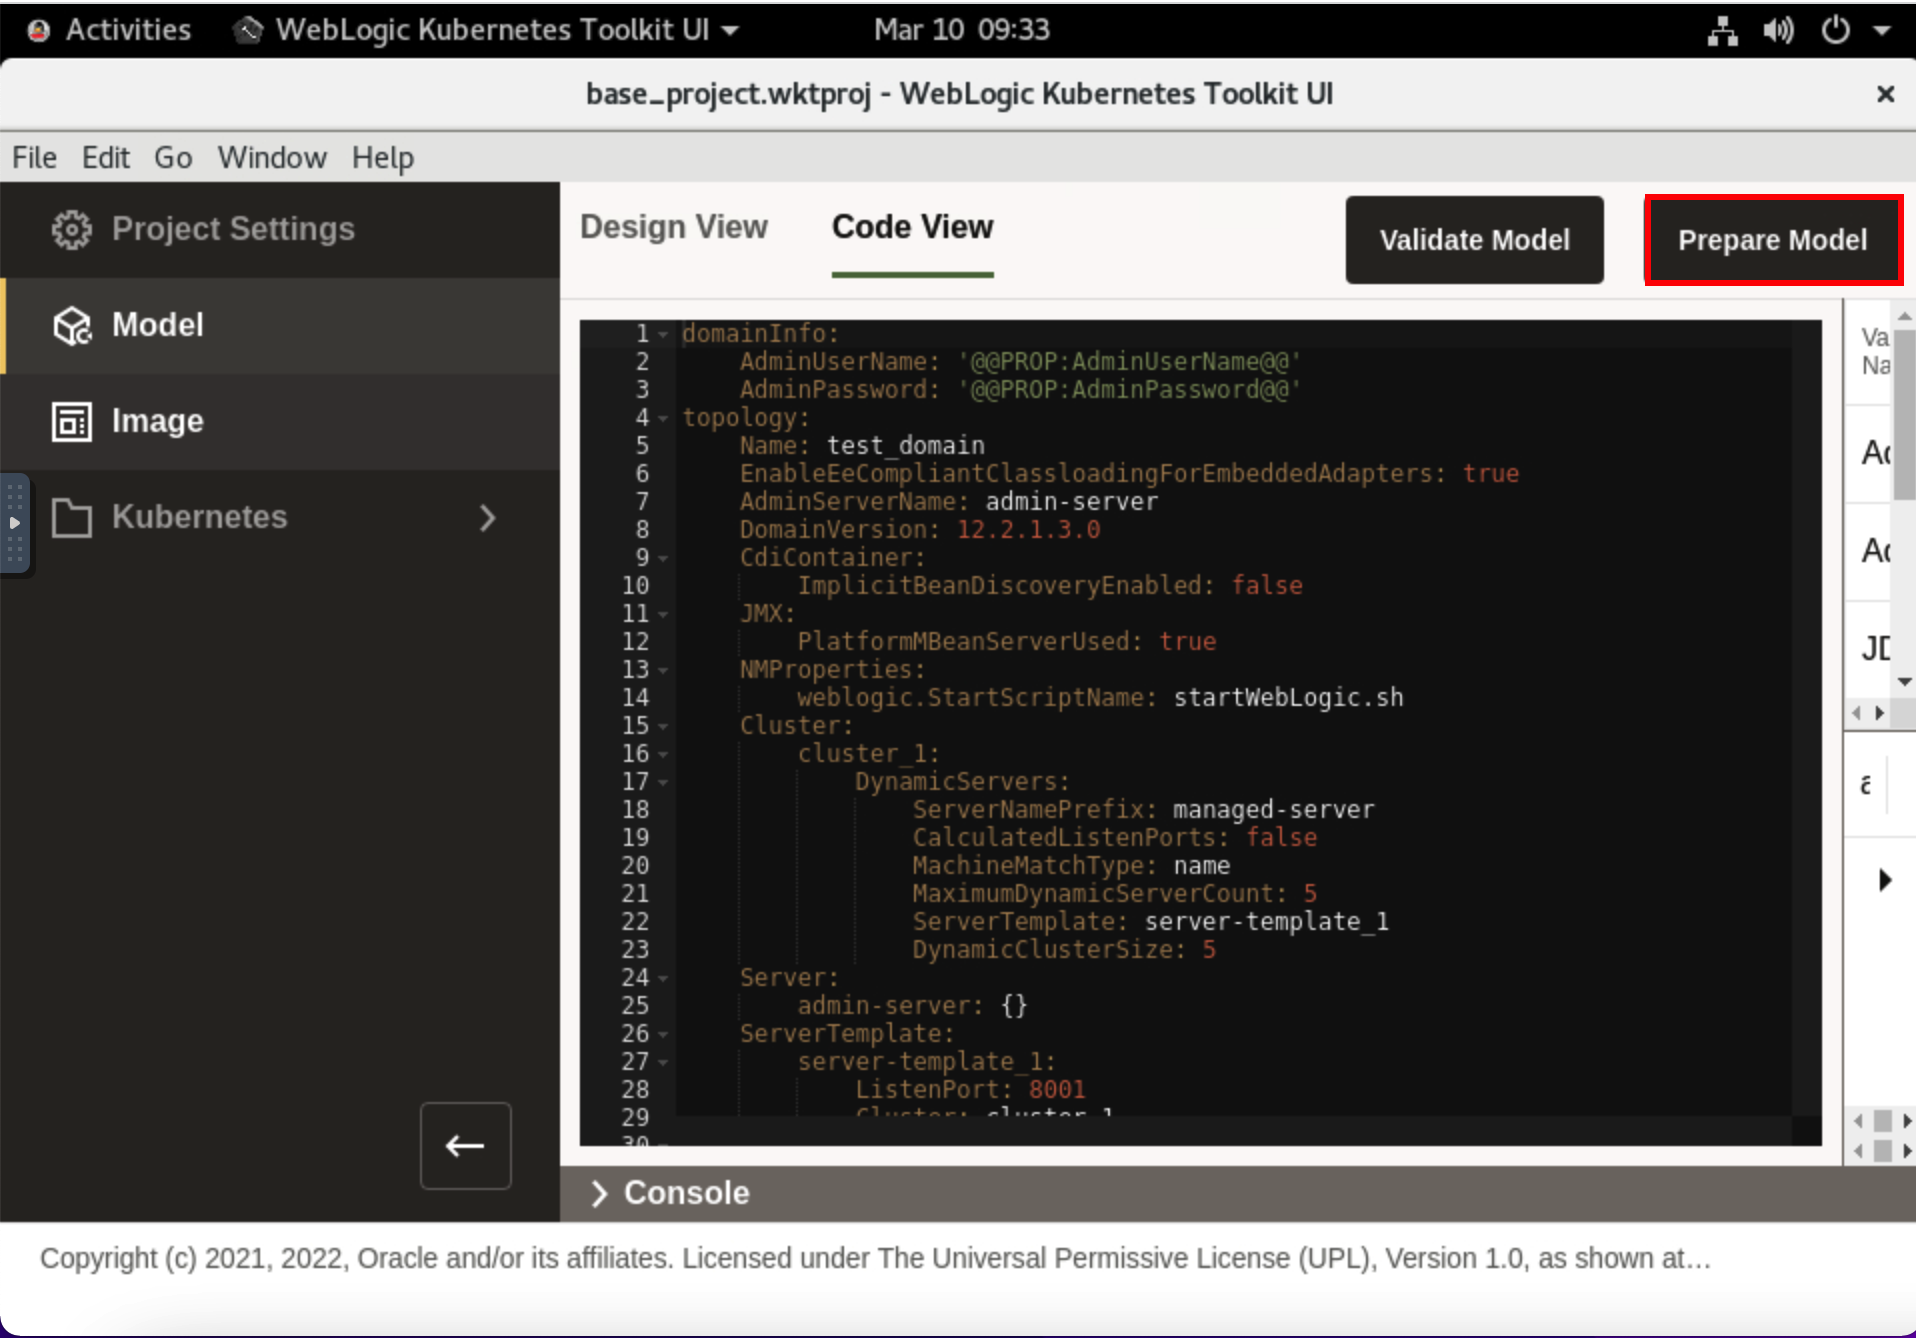 Activities WebLogic Kubernetes Toolkit UI Mar 10 09:33
base_project.wktproj - WebLogic Kubernetes Toolkit UI
File Edit Go Window Help
Project Settings
Model
Image
Kubernetes
Design View Code View Validate Model Prepare Model
1 domainInfo:
2 AdminUserName: '@@PROP:AdminUserName@@'
3 AdminPassword: '@@PROP:AdminPassword@@'
4 topology:
5 Name: test_domain
6 EnableEeCompliantClassloadingForEmbeddedAdapters: true
7 AdminServerName: admin-server
8 DomainVersion: 12.2.1.3.0
9 CdiContainer:
10 ImplicitBeanDiscoveryEnabled: false
11 JMX:
12 PlatformMBeanServerUsed: true
13 NMProperties:
14 weblogic.StartScriptName: startWebLogic.sh
15 Cluster:
16 cluster_1:
17 DynamicServers:
18 ServerNamePrefix: managed-server
19 CalculatedListenPorts: false
20 MachineMatchType: name
21 MaximumDynamicServerCount: 5
22 ServerTemplate: server-template_1
23 DynamicClusterSize: 5
24 Server:
25 admin-server: {}
26 ServerTemplate:
27 server-template_1:
28 ListenPort: 8001
29 Cluster: cluster_1
30
Va
Na
Console
Copyright (c) 2021, 2022, Oracle and/or its affiliates. Licensed under The Universal Permissive License (UPL), Version 1.0, as shown at…